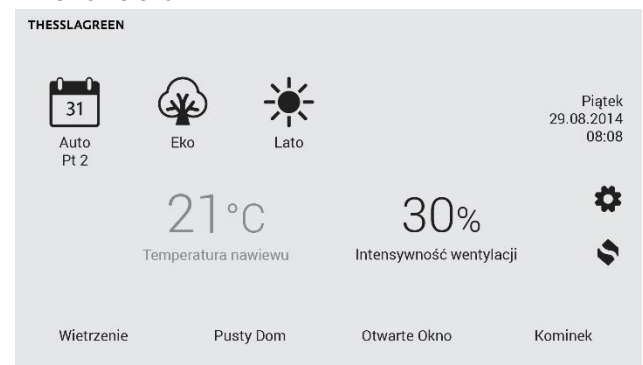 THESSLAGREEN
31
Auto
Pt 2
Eko
Lato
Piątek
29.08.2014
08:08
21°C
Temperatura nawiewu
30%
Intensywność wentylacji
Wietrzenie
Pusty Dom
Otwarte Okno
Kominek